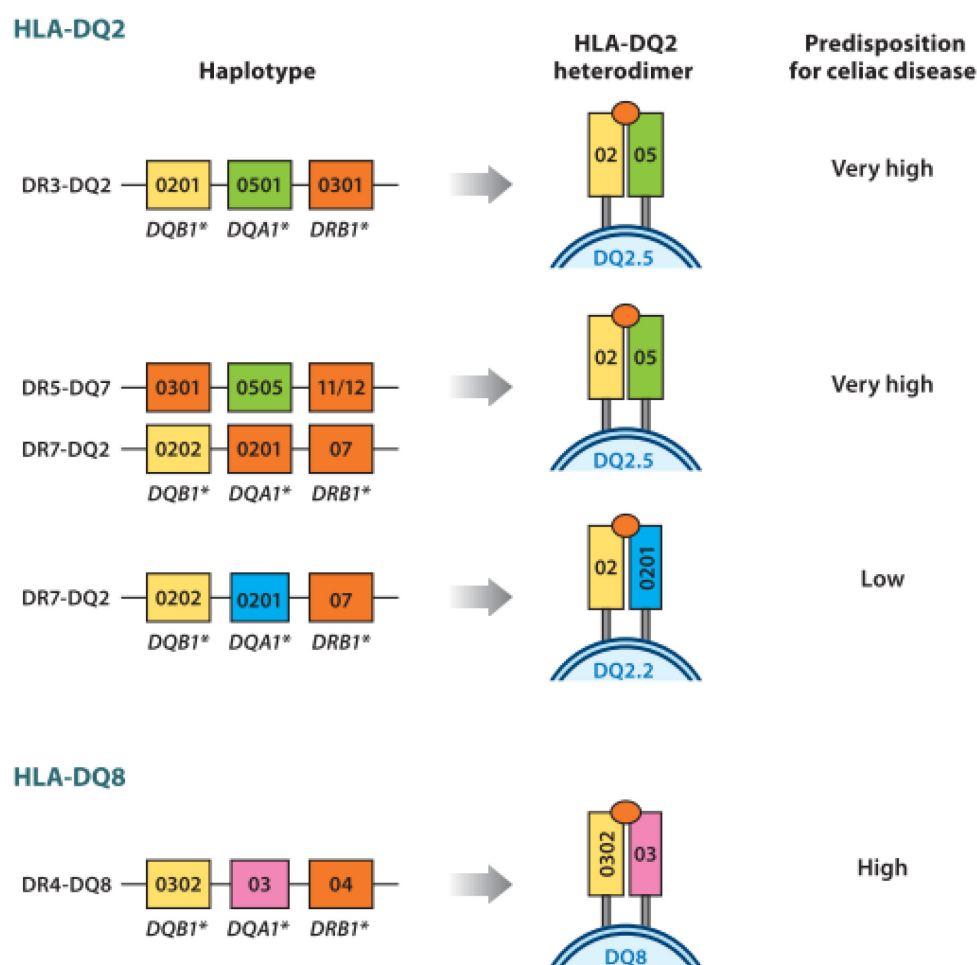 HLA-DQ2
Haplotype
HLA-DQ2
heterodimer
Predisposition
for celiac disease
DR3-DQ2 0201 0501 0301
DQB1* DQA1* DRB1*
02 05
DQ2.5
Very high
DR5-DQ7 0301 0505 11/12
DR7-DQ2 0202 0201 07
DQB1* DQA1* DRB1*
02 05
DQ2.5
Very high
DR7-DQ2 0202 0201 07
DQB1* DQA1* DRB1*
02 0201
DQ2.2
Low
HLA-DQ8
DR4-DQ8 0302 03 04
DQB1* DQA1* DRB1*
0302 03
DQ8
High